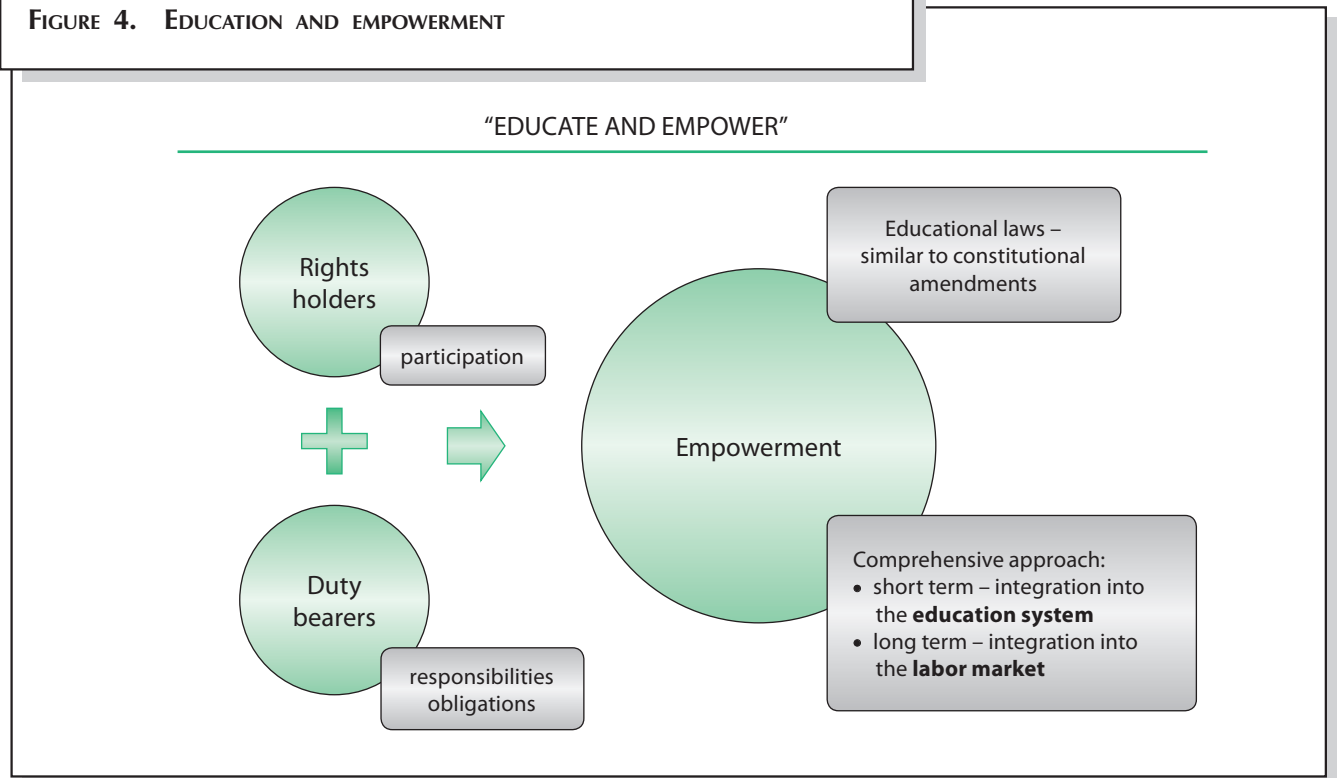 FIGURE 4. EDUCATION AND EMPOWERMENT
“EDUCATE AND EMPOWER”
Rights
holders
participation
Duty
bearers
responsibilities
obligations
Empowerment
Educational laws –
similar to constitutional
amendments
Comprehensive approach:
• short term – integration into
the education system
• long term – integration into
the labor market